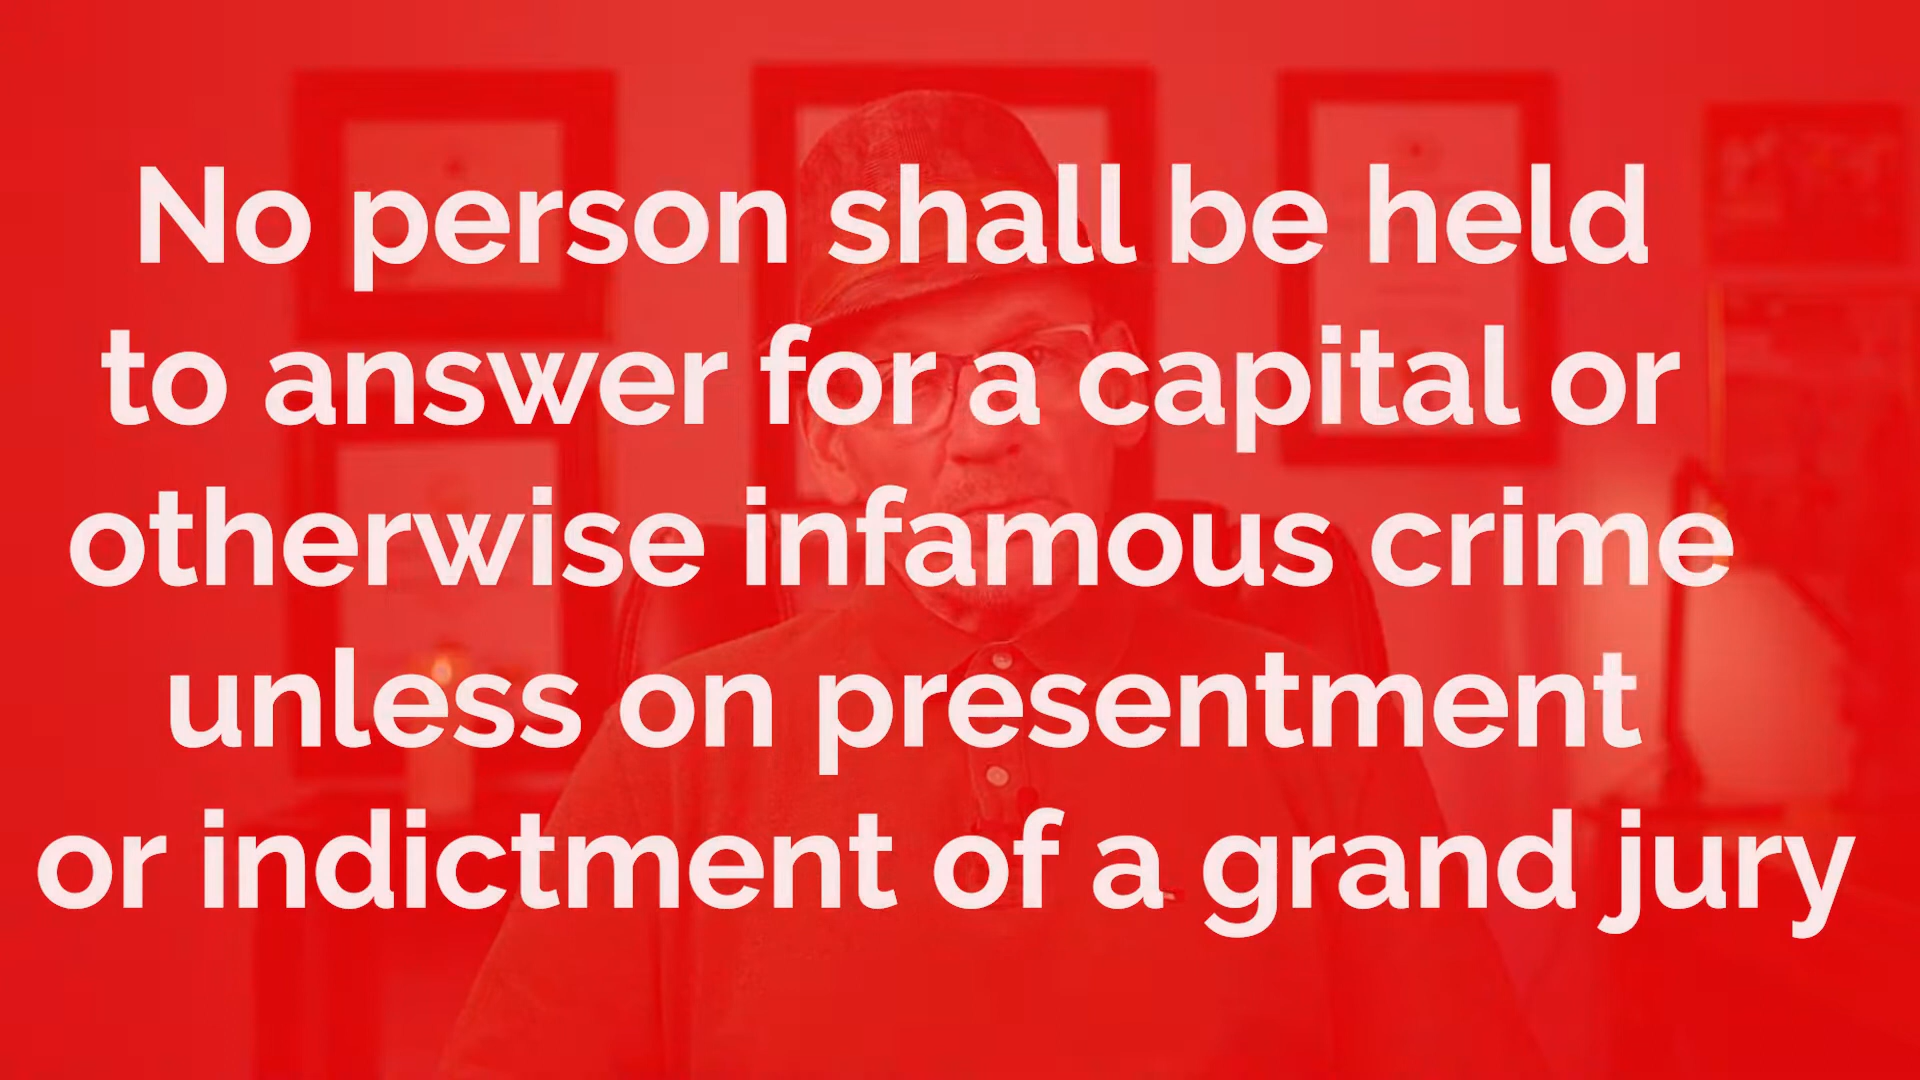 No person shall be held
to answer for a capital or
otherwise infamous crime
unless on presentment
or indictment of a grand jury